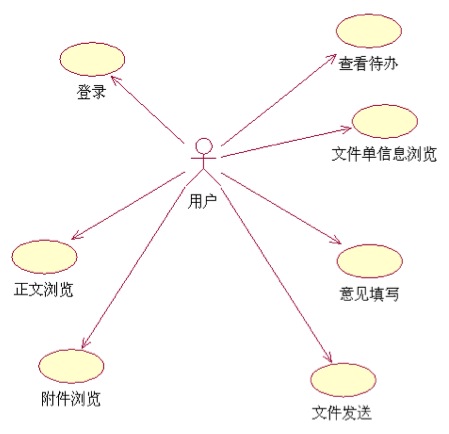 查看待办
登录
文件单信息浏览
用户
正文浏览
意见填写
附件浏览
文件发送